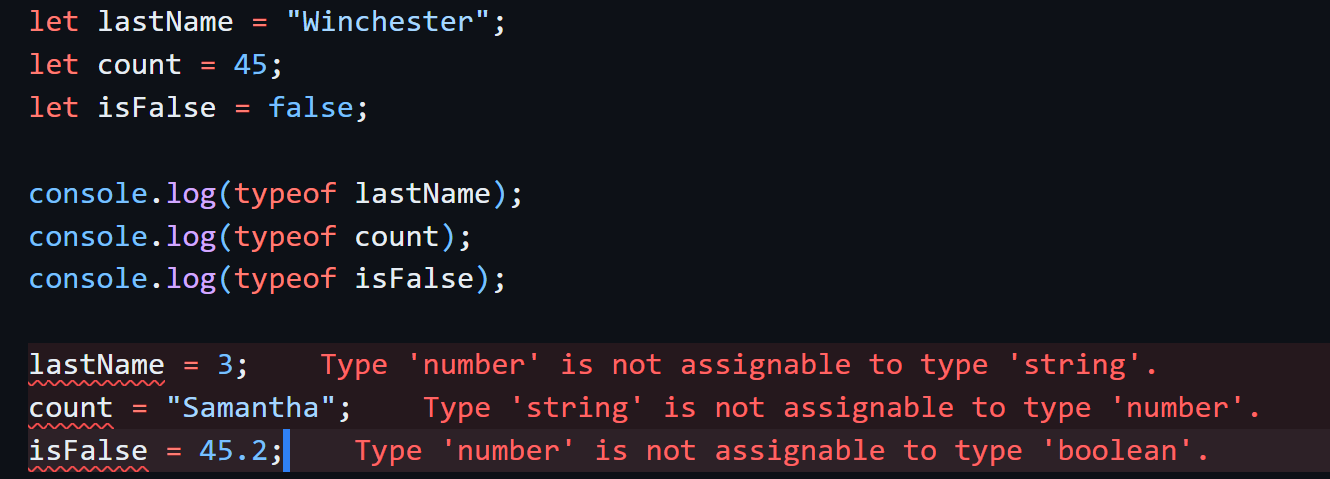 let lastName = "Winchester";
let count = 45;
let isFalse = false;
console.log(typeof lastName);
console.log(typeof count);
console.log(typeof isFalse);
lastName = 3; Type 'number' is not assignable to type 'string'.
count = "Samantha"; Type 'string' is not assignable to type 'number'.
isFalse = 45.2; Type 'number' is not assignable to type 'boolean'.